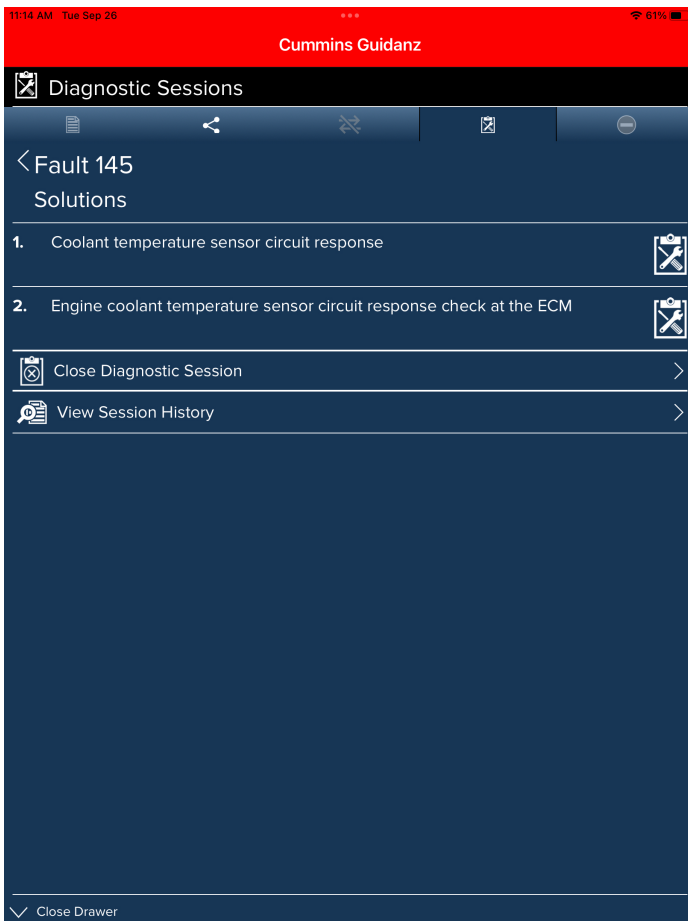 11:14 AM Tue Sep 26
61%
Cummins Guidanz
Diagnostic Sessions
Fault 145
Solutions
1. Coolant temperature sensor circuit response
2. Engine coolant temperature sensor circuit response check at the ECM
Close Diagnostic Session
View Session History
Close Drawer